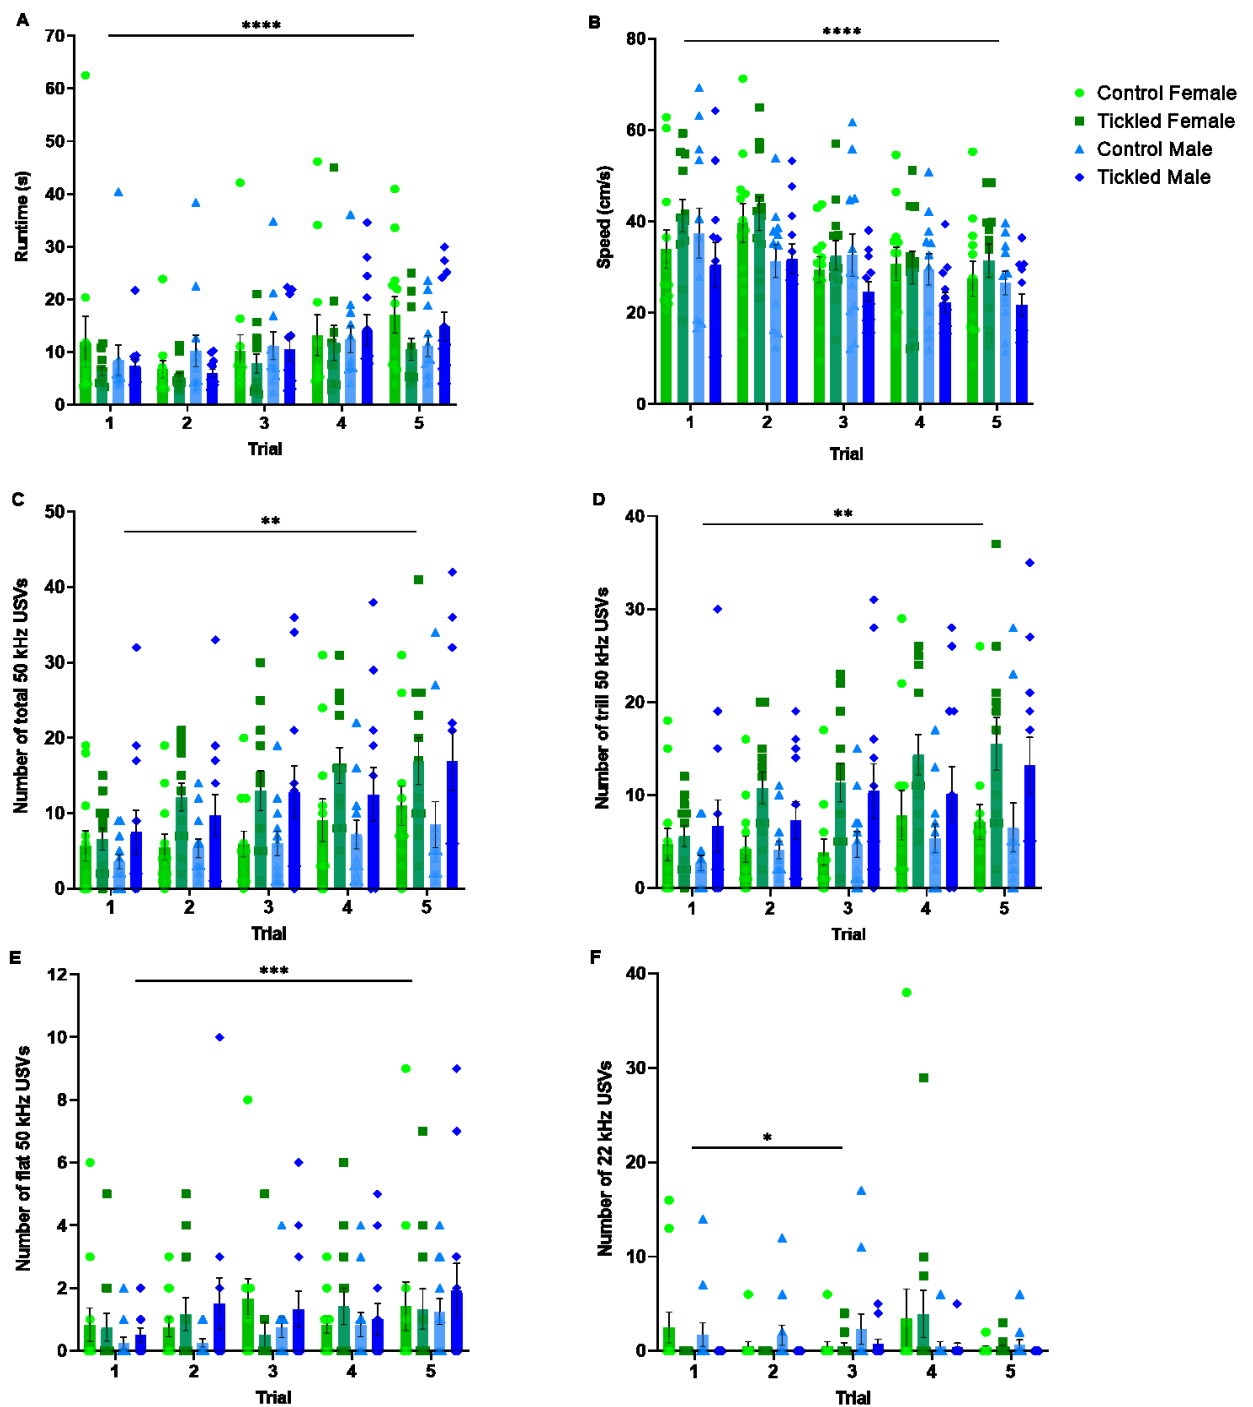 A
****
70
60
50
40
30
20
10
0
Runtime (s)
1 2 3 4 5
Trial
B
****
80
60
40
20
0
Speed (cm/s)
1 2 3 4 5
Trial
Control Female
Tickled Female
Control Male
Tickled Male
C
**
50
40
30
20
10
0
Number of total 50 kHz USVs
1 2 3 4 5
Trial
D
**
40
30
20
10
0
Number of trill 50 kHz USVs
1 2 3 4 5
Trial
E
***
12
10
8
6
4
2
0
Number of flat 50 kHz USVs
1 2 3 4 5
Trial
F
*
40
30
20
10
0
Number of 22 kHz USVs
1 2 3 4 5
Trial